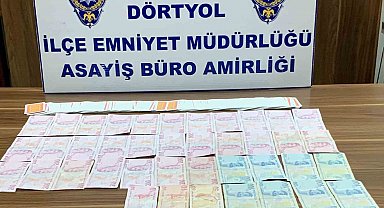 DÖRTYOL
İLÇE EMNİYET MÜDÜRLÜĞÜ
ASAYİŞ BÜRO AMİRLİĞİ